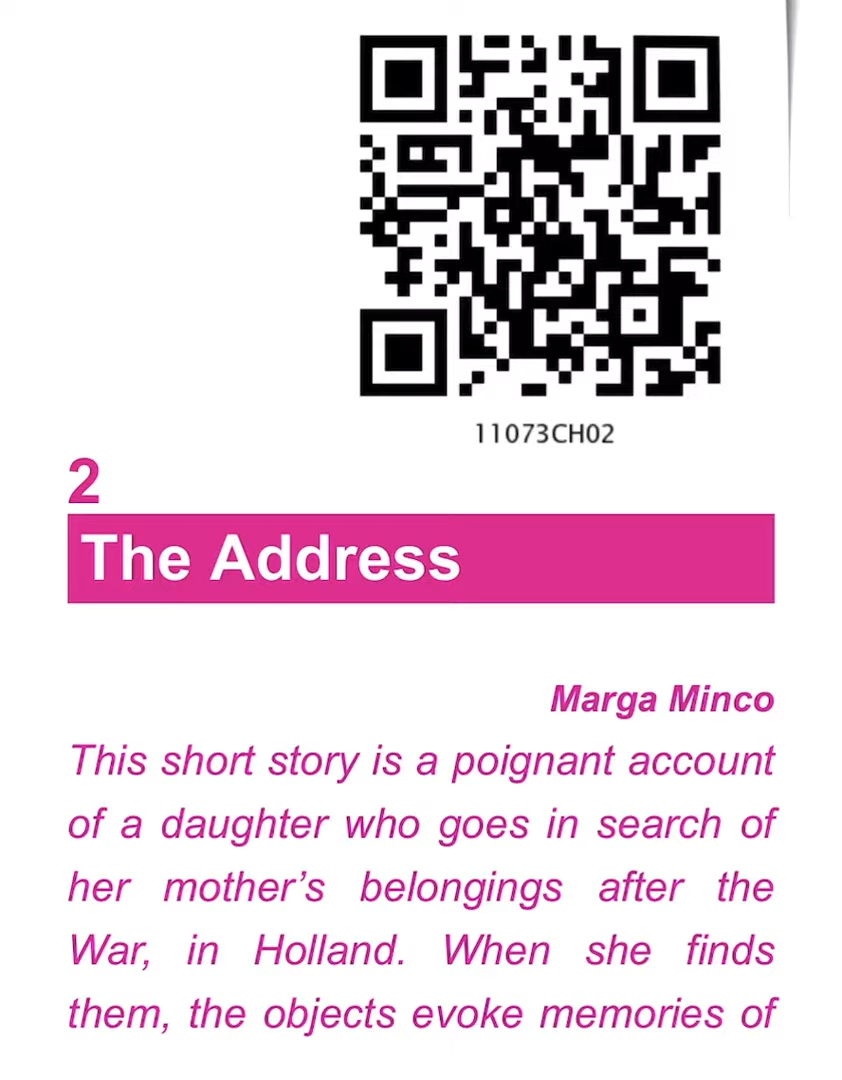 11073CH02
2
The Address
Marga Minco
This short story is a poignant account
of a daughter who goes in search of
her mother’s belongings after the
War, in Holland. When she finds
them, the objects evoke memories of